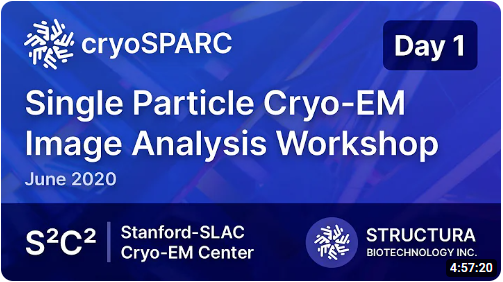 cryoSPARC
Day 1
Single Particle Cryo-EM
Image Analysis Workshop
June 2020
S²C²
Stanford-SLAC
Cryo-EM Center
STRUCTURA
BIOTECHNOLOGY INC.
4:57:20